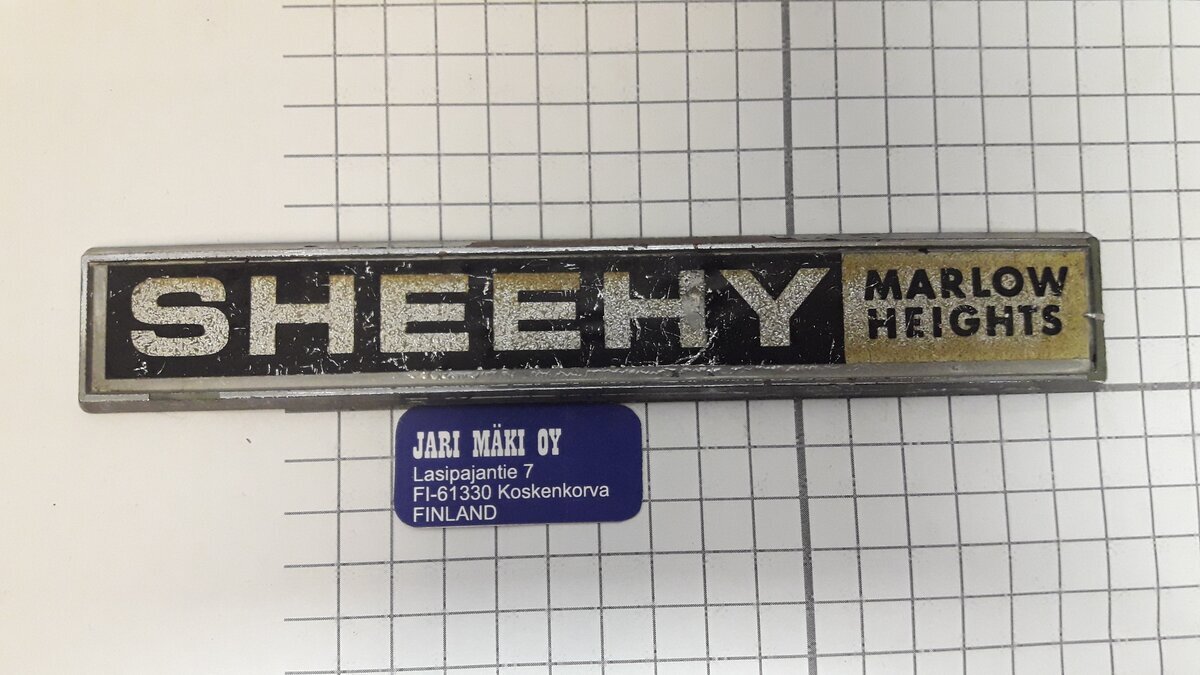 SHEEHY
MARLOW
HEIGHTS
JARI MÄKI OY
Lasipajantie 7
FI-61330 Koskenkorva
FINLAND